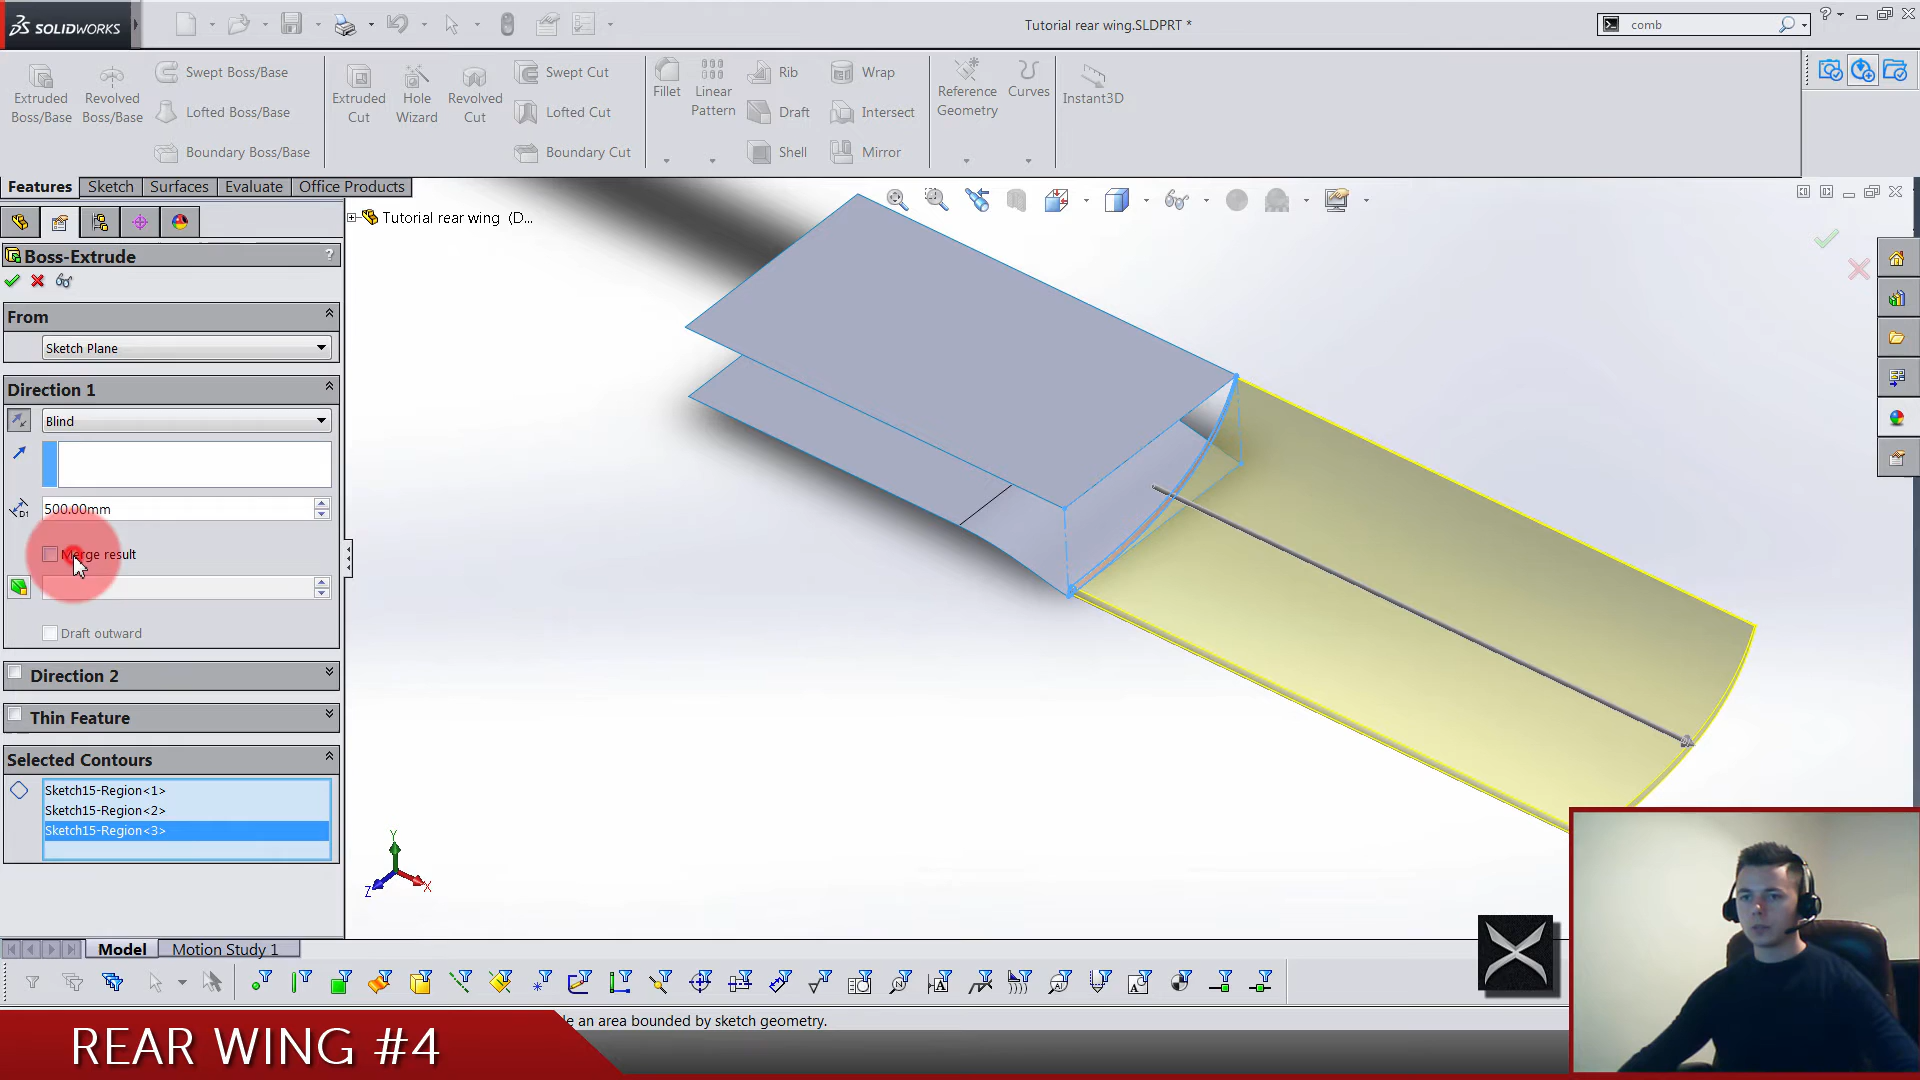 SOLIDWORKS
Tutorial rear wing.SLDPRT *
comb
Extruded Boss/Base
Revolved Boss/Base
Swept Boss/Base
Lofted Boss/Base
Boundary Boss/Base
Extruded Cut
Hole Wizard
Revolved Cut
Swept Cut
Lofted Cut
Boundary Cut
Fillet
Linear Pattern
Rib
Draft
Shell
Wrap
Intersect
Mirror
Reference Geometry
Curves
Instant3D
Features
Sketch
Surfaces
Evaluate
Office Products
Tutorial rear wing (D...
Boss-Extrude
?
From
Sketch Plane
Direction 1
Blind
500.00mm
Merge result
Draft outward
Direction 2
Thin Feature
Selected Contours
Sketch15-Region<1>
Sketch15-Region<2>
Sketch15-Region<3>
Y
Z
X
Model
Motion Study 1
e an area bounded by sketch geometry.
REAR WING #4